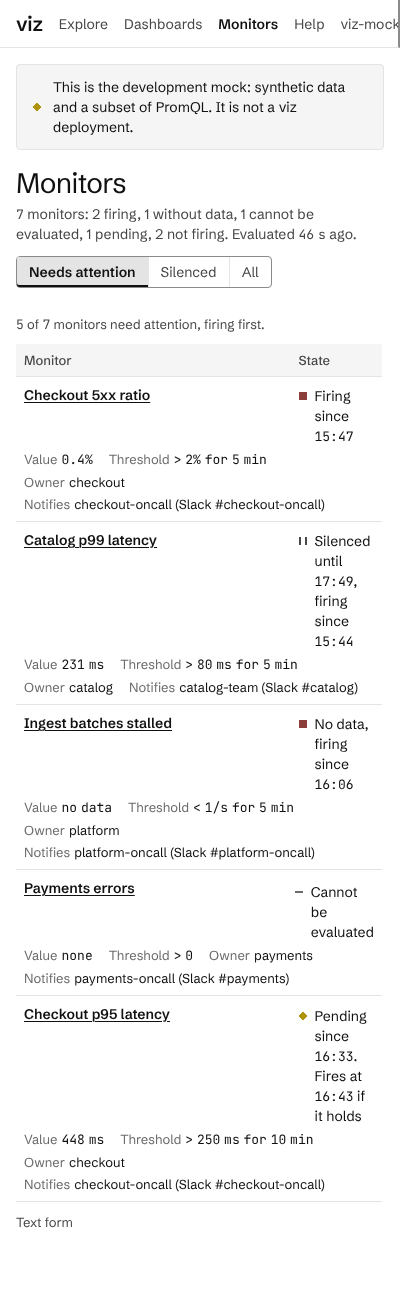 viz Explore Dashboards Monitors Help viz-mock
This is the development mock: synthetic data
and a subset of PromQL. It is not a viz
deployment.
Monitors
7 monitors: 2 firing, 1 without data, 1 cannot be
evaluated, 1 pending, 2 not firing. Evaluated 46 s ago.
Needs attention Silenced All
5 of 7 monitors need attention, firing first.
Monitor State
Checkout 5xx ratio
Firing
since
15:47
Value 0.4% Threshold > 2% for 5 min
Owner checkout
Notifies checkout-oncall (Slack #checkout-oncall)
Catalog p99 latency
Silenced
until
17:49,
firing
since
15:44
Value 231 ms Threshold > 80 ms for 5 min
Owner catalog Notifies catalog-team (Slack #catalog)
Ingest batches stalled
No data,
firing
since
16:06
Value no data Threshold < 1/s for 5 min
Owner platform
Notifies platform-oncall (Slack #platform-oncall)
Payments errors
Cannot
be
evaluated
Value none Threshold > 0 Owner payments
Notifies payments-oncall (Slack #payments)
Checkout p95 latency
Pending
since
16:33.
Fires at
16:43 if
it holds
Value 448 ms Threshold > 250 ms for 10 min
Owner checkout
Notifies checkout-oncall (Slack #checkout-oncall)
Text form